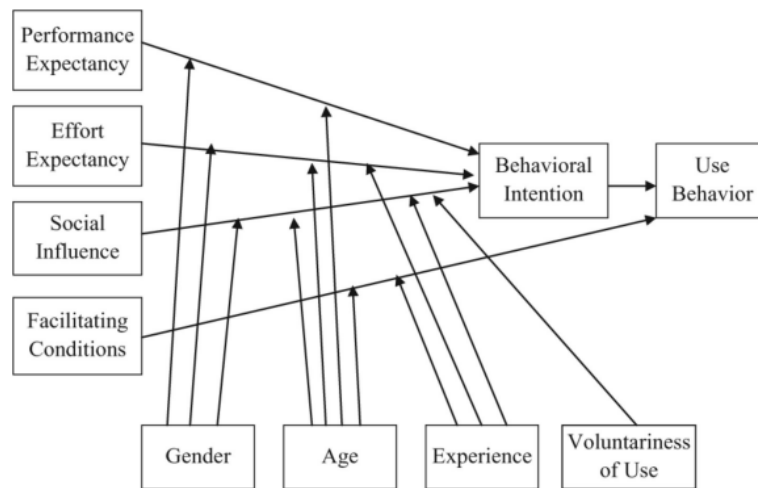 Performance
Expectancy
Effort
Expectancy
Social
Influence
Facilitating
Conditions
Behavioral
Intention
Use
Behavior
Gender
Age
Experience
Voluntariness
of Use